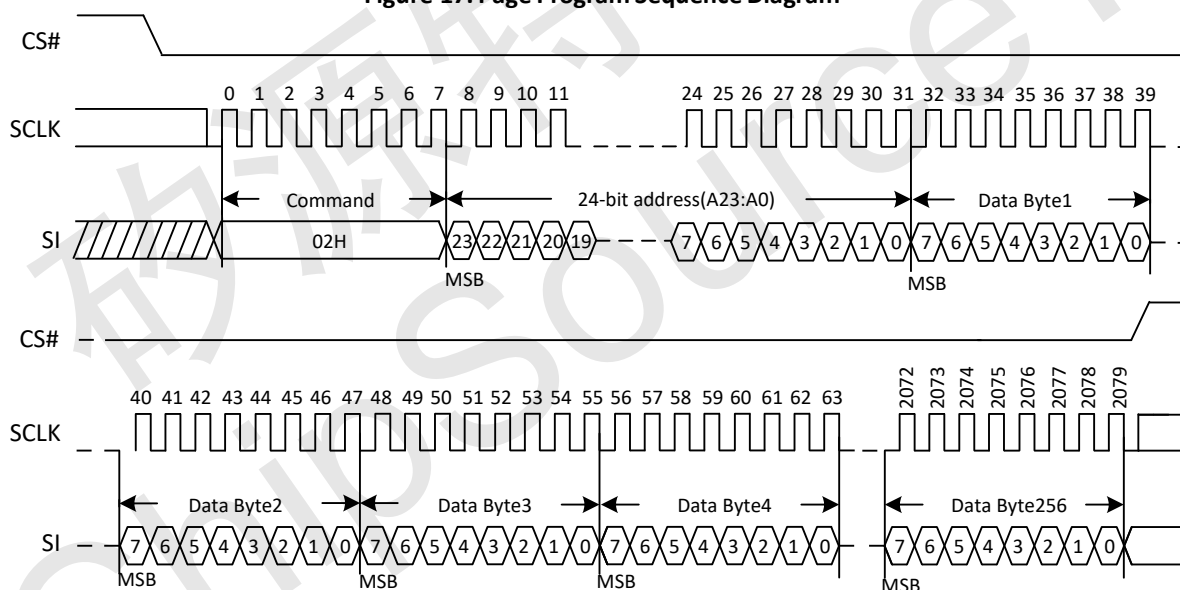 Figure 17. Page Program Sequence Diagram
CS#
0 1 2 3 4 5 6 7 8 9 10 11 24 25 26 27 28 29 30 31 32 33 34 35 36 37 38 39
SCLK
Command 24-bit address(A23:A0) Data Byte1
SI 02H 23 22 21 20 19 7 6 5 4 3 2 1 0 7 6 5 4 3 2 1 0
MSB MSB
CS#
40 41 42 43 44 45 46 47 48 49 50 51 52 53 54 55 56 57 58 59 60 61 62 63 2072 2073 2074 2075 2076 2077 2078 2079
SCLK
Data Byte2 Data Byte3 Data Byte4 Data Byte256
SI 7 6 5 4 3 2 1 0 7 6 5 4 3 2 1 0 7 6 5 4 3 2 1 0 7 6 5 4 3 2 1 0
MSB MSB MSB MSB
矽源特
ChipSource